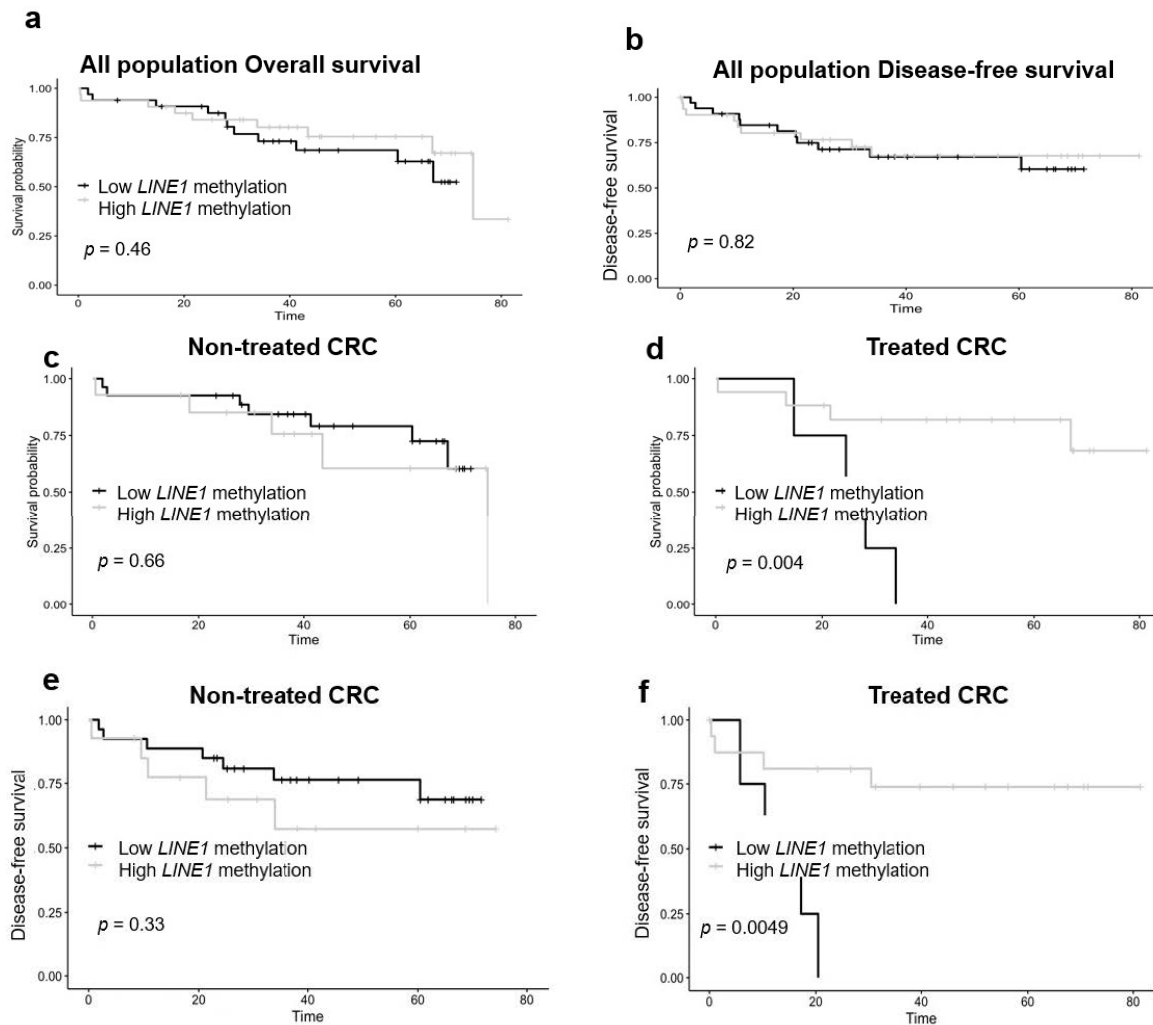 a
All population Overall survival
1.00
0.75
0.50
0.25
0.00
Survival probability
Low LINE1 methylation
High LINE1 methylation
p = 0.46
0 20 40 60 80
Time
b
All population Disease-free survival
1.00
0.75
0.50
0.25
0.00
Disease-free survival
p = 0.82
0 20 40 60 80
Time
c
Non-treated CRC
1.00
0.75
0.50
0.25
0.00
Survival probability
Low LINE1 methylation
High LINE1 methylation
p = 0.66
0 20 40 60 80
Time
d
Treated CRC
1.00
0.75
0.50
0.25
0.00
Survival probability
Low LINE1 methylation
High LINE1 methylation
p = 0.004
0 20 40 60 80
Time
e
Non-treated CRC
1.00
0.75
0.50
0.25
0.00
Disease-free survival
Low LINE1 methylation
High LINE1 methylation
p = 0.33
0 20 40 60 80
Time
f
Treated CRC
1.00
0.75
0.50
0.25
0.00
Disease-free survival
Low LINE1 methylation
High LINE1 methylation
p = 0.0049
0 20 40 60 80
Time